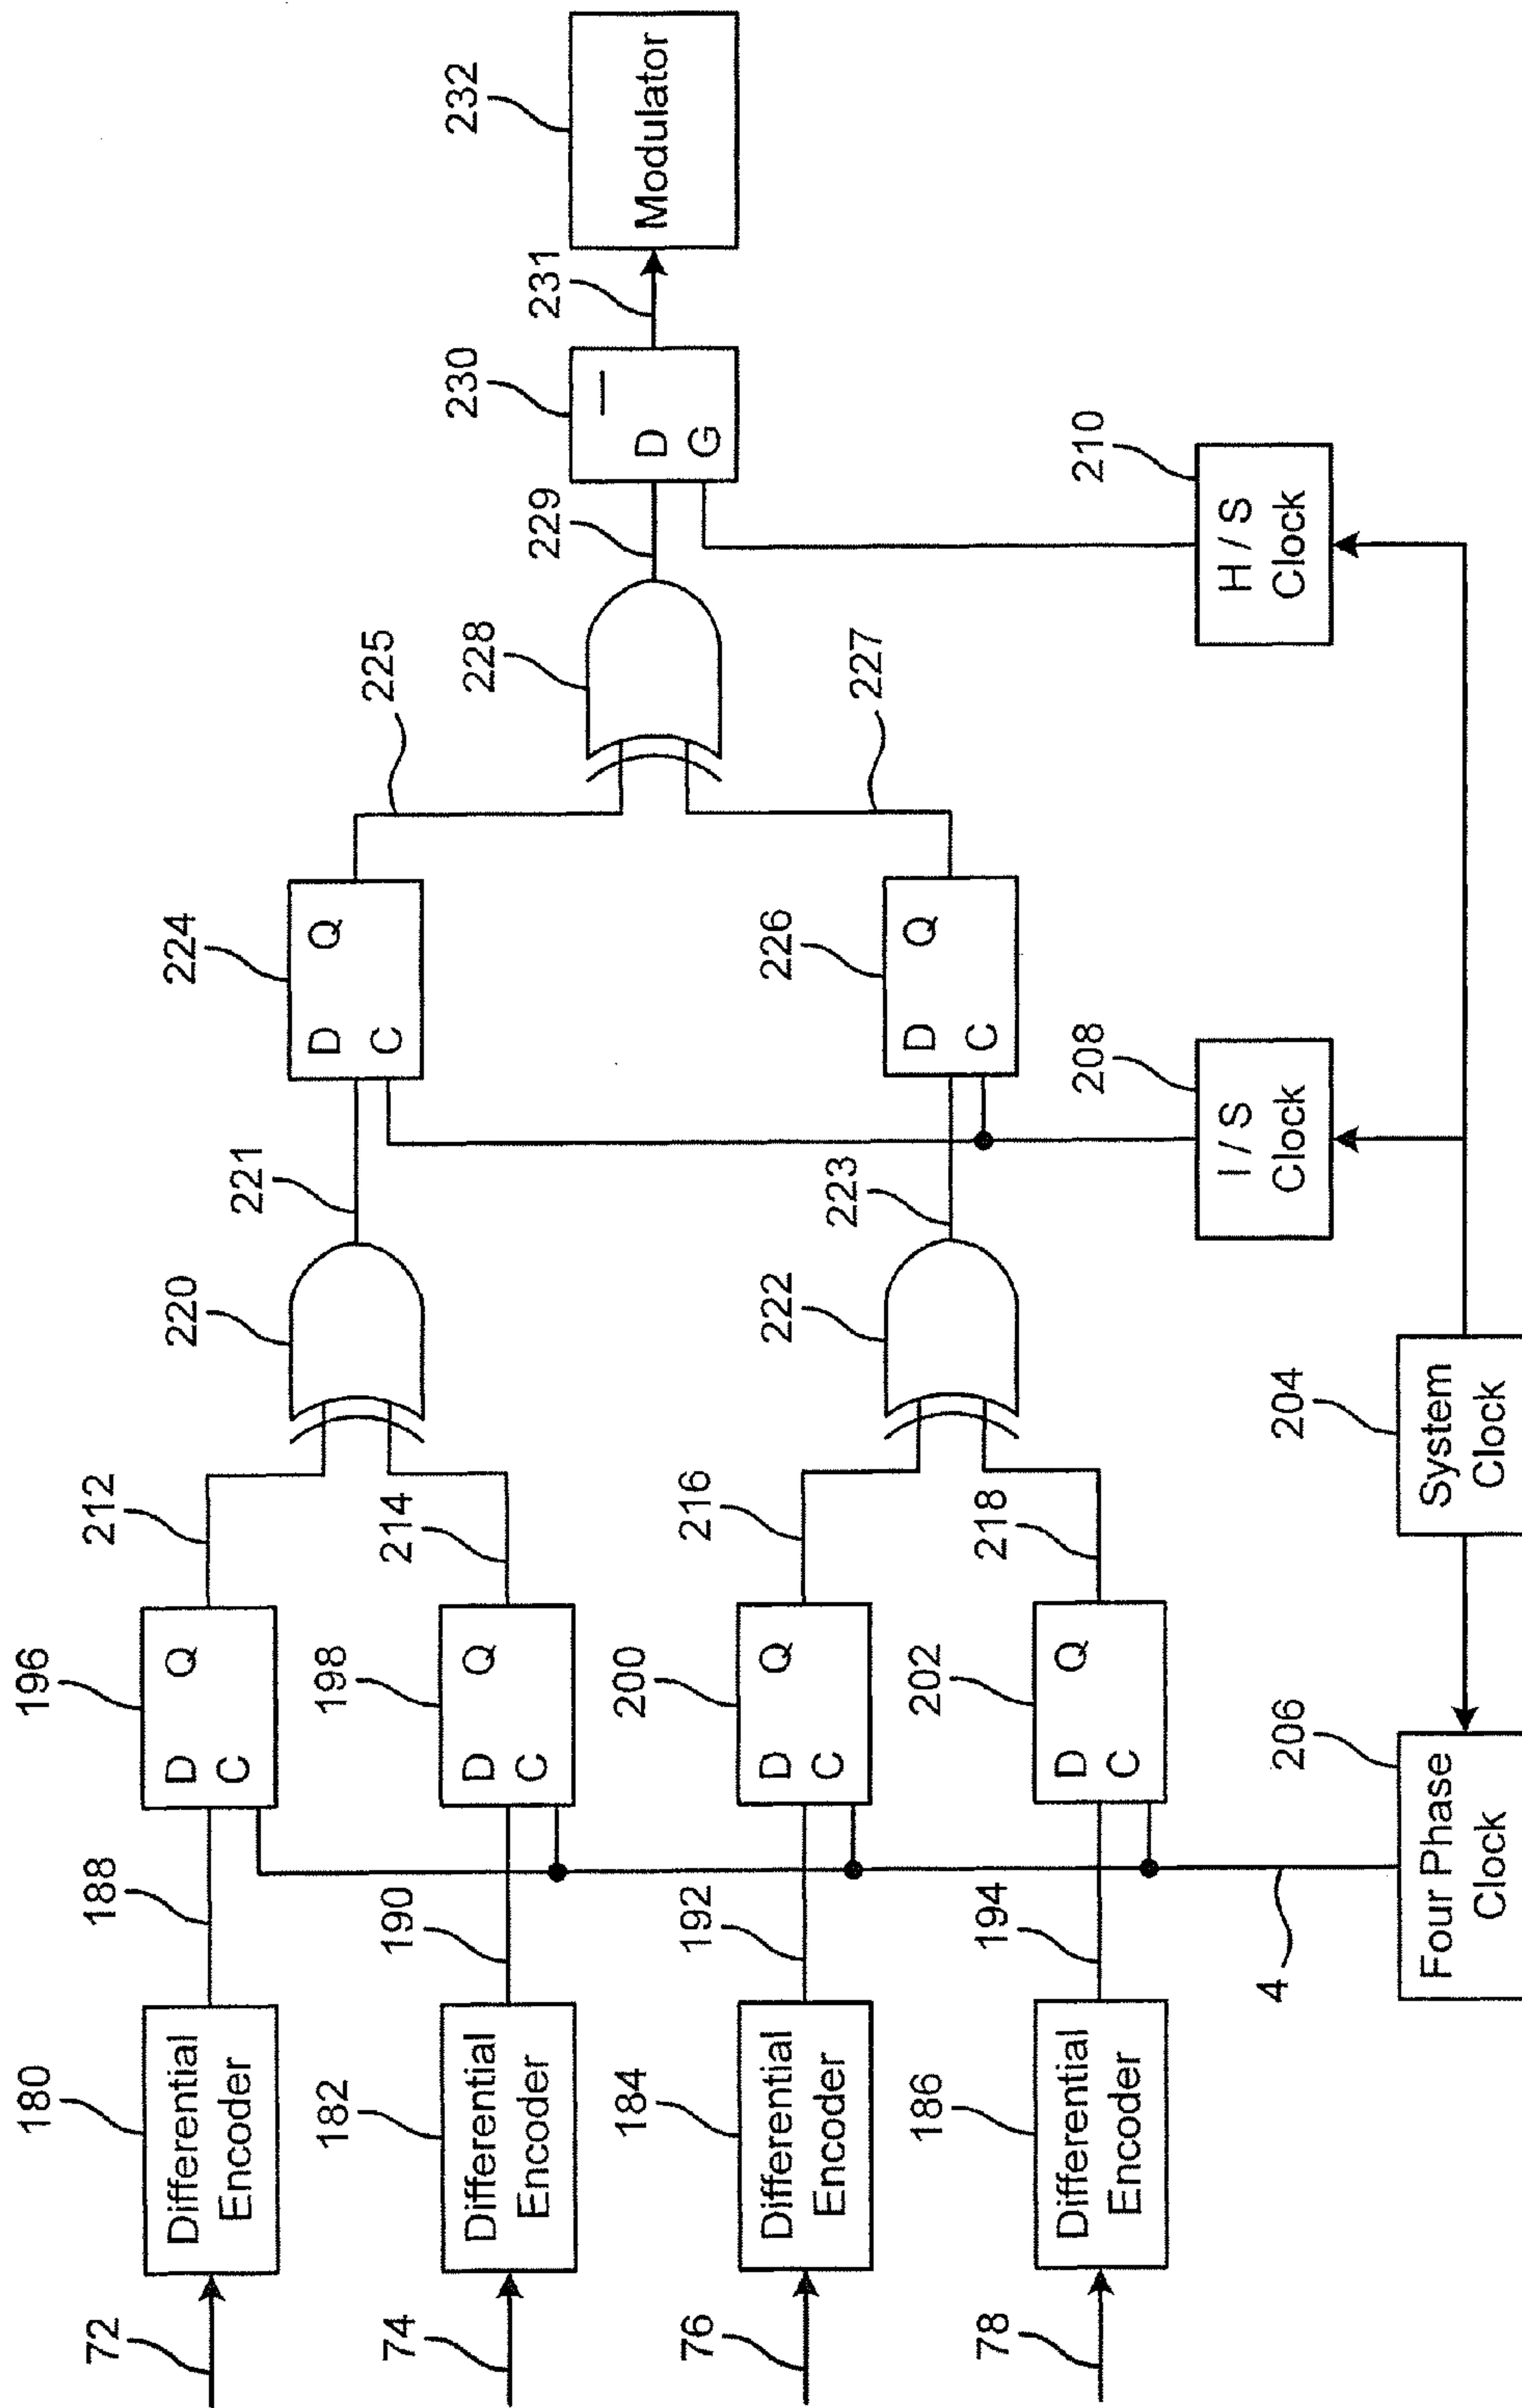 72
180
Differential
Encoder
188
196
D Q
C
212
74
182
Differential
Encoder
190
198
D Q
C
214
220
221
224
D Q
C
225
76
184
Differential
Encoder
192
200
D Q
C
216
78
186
Differential
Encoder
194
202
D Q
C
218
222
223
226
D Q
C
227
228
229
230
D
G
231
232
Modulator
4
206
Four Phase
Clock
204
System
Clock
208
I / S
Clock
210
H / S
Clock